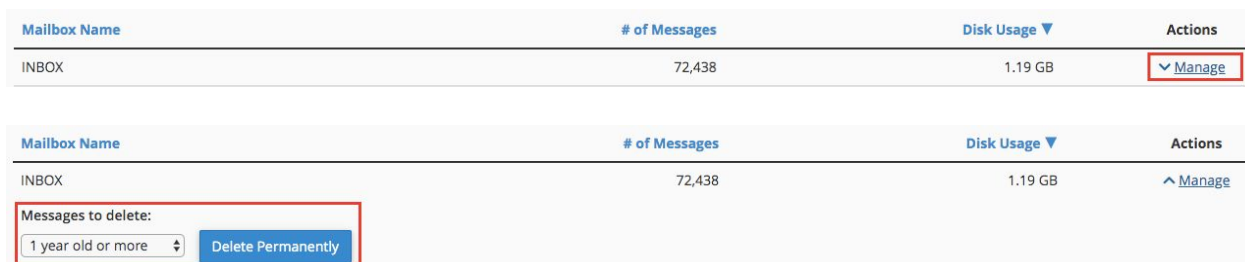 Mailbox Name # of Messages Disk Usage ▼ Actions
INBOX 72,438 1.19 GB Manage
Mailbox Name # of Messages Disk Usage ▼ Actions
INBOX 72,438 1.19 GB Manage
Messages to delete:
1 year old or more Delete Permanently